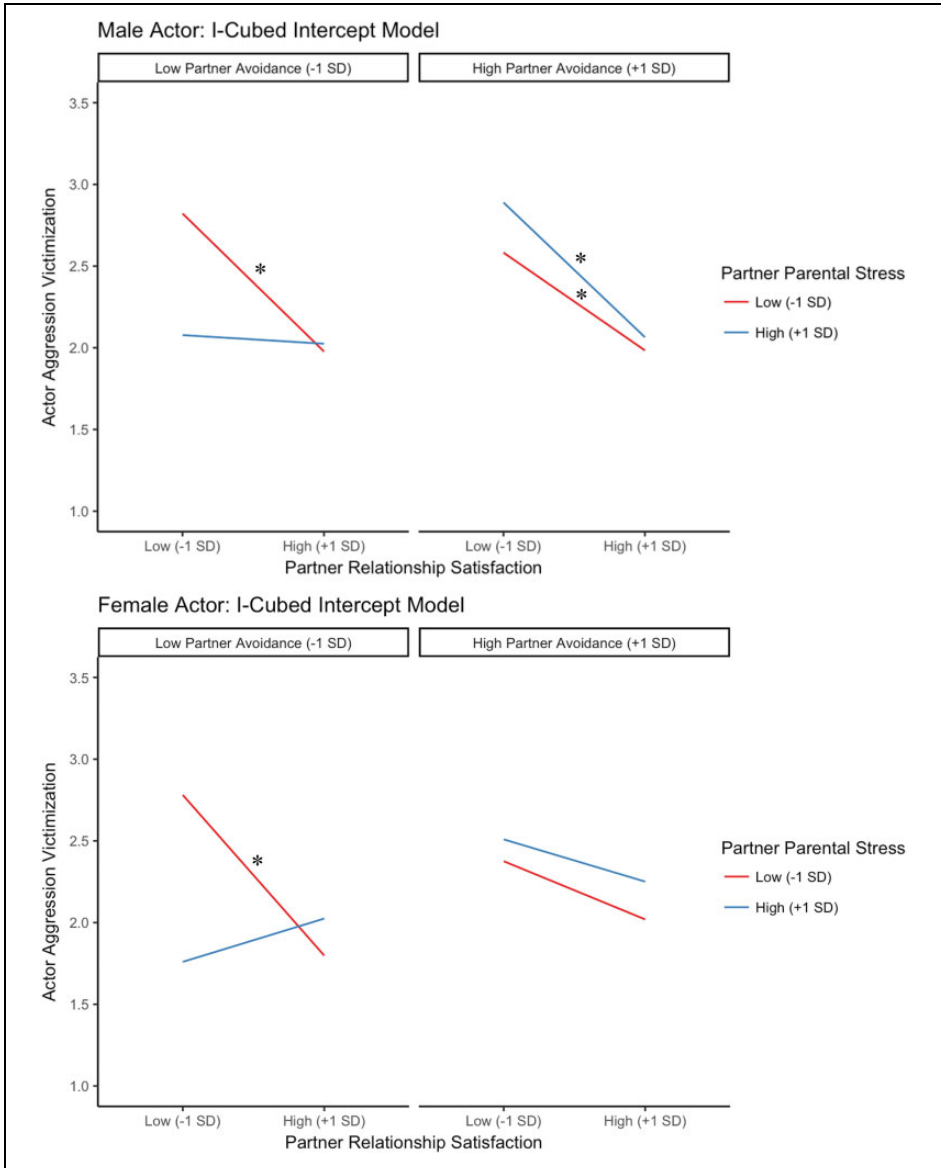 Male Actor: I-Cubed Intercept Model
Low Partner Avoidance (-1 SD)
High Partner Avoidance (+1 SD)
Actor Aggression Victimization
3.5
3.0
2.5
2.0
1.5
1.0
*
*
*
Low (-1 SD)
High (+1 SD)
Low (-1 SD)
High (+1 SD)
Partner Relationship Satisfaction
Partner Parental Stress
Low (-1 SD)
High (+1 SD)
Female Actor: I-Cubed Intercept Model
Low Partner Avoidance (-1 SD)
High Partner Avoidance (+1 SD)
Actor Aggression Victimization
3.5
3.0
2.5
2.0
1.5
1.0
*
Low (-1 SD)
High (+1 SD)
Low (-1 SD)
High (+1 SD)
Partner Relationship Satisfaction
Partner Parental Stress
Low (-1 SD)
High (+1 SD)